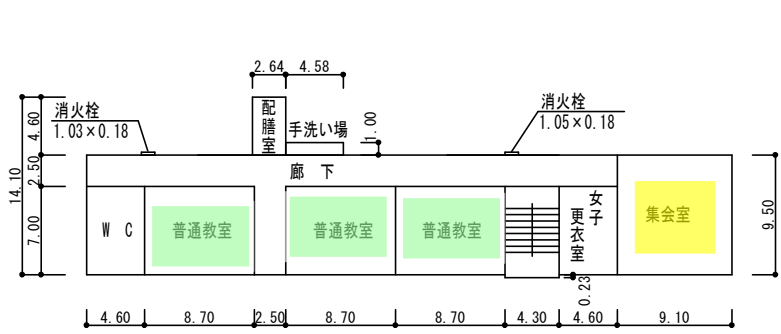 2.64 4.58
消火栓
1.03×0.18
配膳室
手洗い場
1.00
消火栓
1.05×0.18
4.60
2.50
14.10
7.00
廊 下
W C
普通教室
普通教室
普通教室
女子
更衣室
集会室
9.50
0.23
4.60 8.70 2.50 8.70 8.70 4.30 4.60 9.10